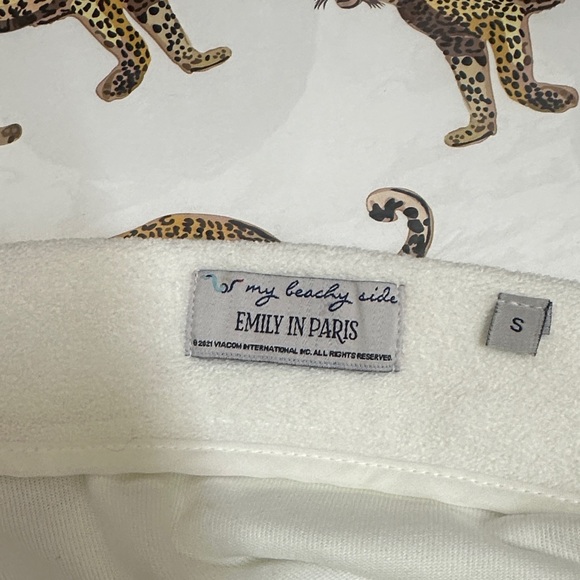 my beachy side
EMILY IN PARIS
© 2021 VIACOM INTERNATIONAL INC. ALL RIGHTS RESERVED.
S